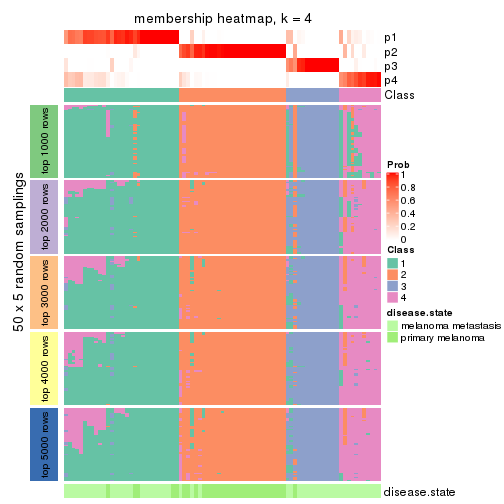 membership heatmap, k = 4
p1
p2
p3
p4
Class
50 x 5 random samplings
top 1000 rows
top 2000 rows
top 3000 rows
top 4000 rows
top 5000 rows
Prob
1
0.8
0.6
0.4
0.2
0
Class
1
2
3
4
disease.state
melanoma metastasis
primary melanoma
disease.state